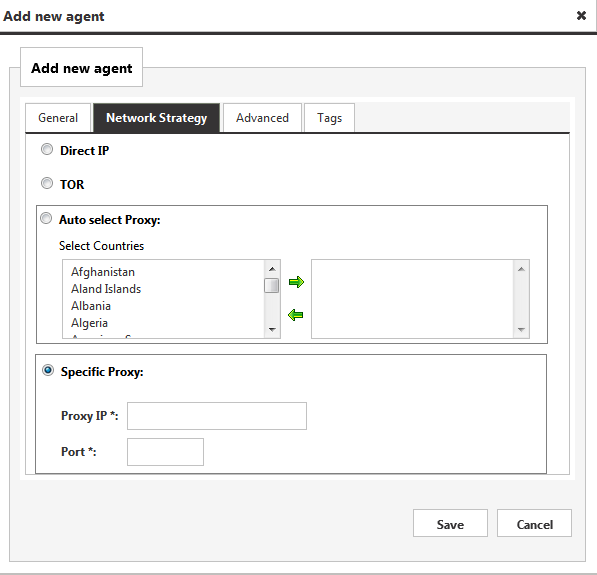 Add new agent
Add new agent
General Network Strategy Advanced Tags
Direct IP
TOR
Auto select Proxy:
Select Countries
Afghanistan
Aland Islands
Albania
Algeria
Specific Proxy:
Proxy IP *:
Port *:
Save Cancel